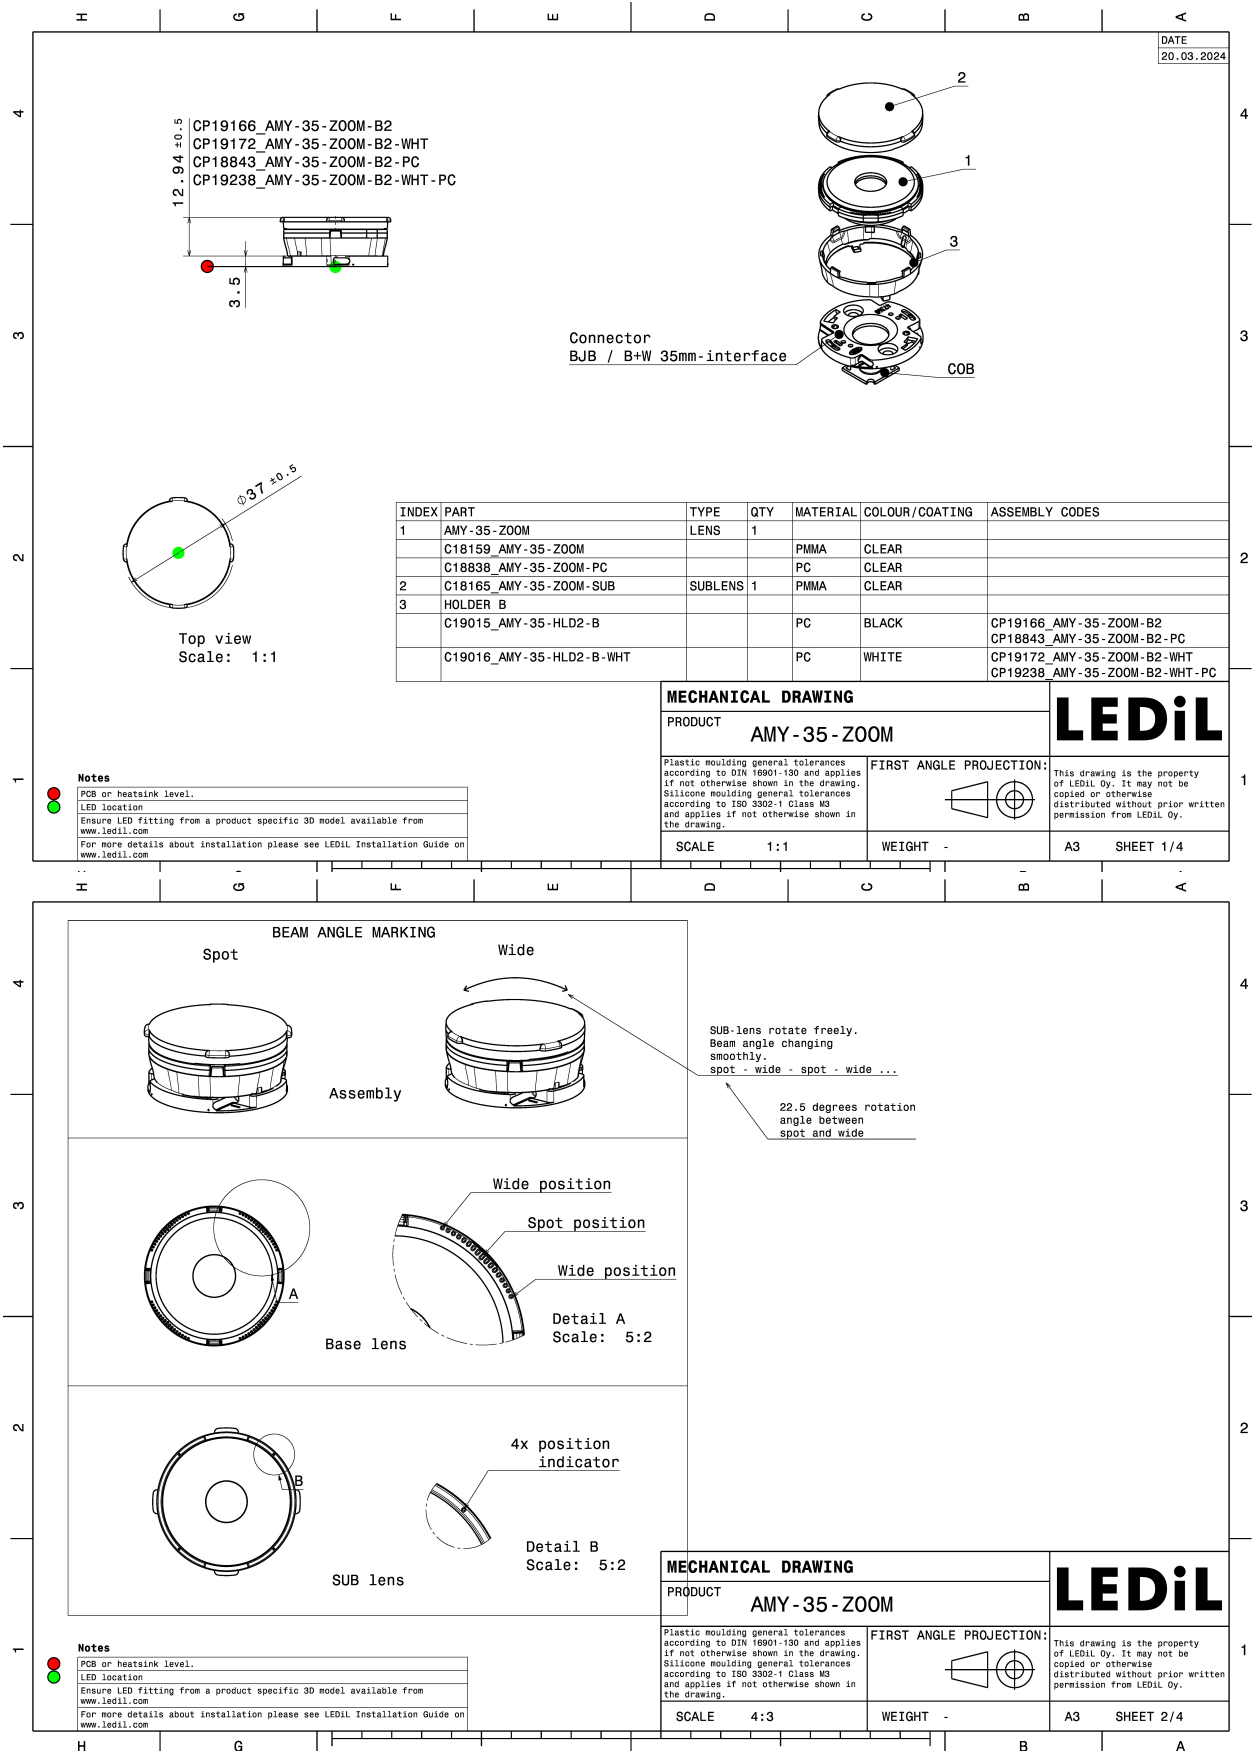 H G F E D C B A
DATE
20.03.2024
4
4
12.94 ±0.5
CP19166_AMY-35-ZOOM-B2
CP19172_AMY-35-ZOOM-B2-WHT
CP18843_AMY-35-ZOOM-B2-PC
CP19238_AMY-35-ZOOM-B2-WHT-PC
3.5
2
1
3
3
3
Connector
BJB / B+W 35mm-interface
COB
Φ37 ±0.5
2
2
Top view
Scale: 1:1
INDEX PART TYPE QTY MATERIAL COLOUR/COATING ASSEMBLY CODES
1 AMY-35-ZOOM LENS 1
C18159_AMY-35-ZOOM PMMA CLEAR
C18838_AMY-35-ZOOM-PC PC CLEAR
2 C18165_AMY-35-ZOOM-SUB SUBLENS 1 PMMA CLEAR
3 HOLDER B
C19015_AMY-35-HLD2-B PC BLACK CP19166_AMY-35-ZOOM-B2
CP18843_AMY-35-ZOOM-B2-PC
C19016_AMY-35-HLD2-B-WHT PC WHITE CP19172_AMY-35-ZOOM-B2-WHT
CP19238_AMY-35-ZOOM-B2-WHT-PC
MECHANICAL DRAWING
PRODUCT
AMY-35-ZOOM
LEDiL
Plastic moulding general tolerances
according to DIN 16901-130 and applies
if not otherwise shown in the drawing.
Silicone moulding general tolerances
according to ISO 3302-1 Class M3
and applies if not otherwise shown in
the drawing.
FIRST ANGLE PROJECTION:
This drawing is the property
of LEDiL Oy. It may not be
copied or otherwise
distributed without prior written
permission from LEDiL Oy.
SCALE 1:1
WEIGHT -
A3 SHEET 1/4
1
1
Notes
PCB or heatsink level.
LED location
Ensure LED fitting from a product specific 3D model available from
www.ledil.com
For more details about installation please see LEDiL Installation Guide on
www.ledil.com
H G F E D C B A
BEAM ANGLE MARKING
Spot
Wide
4
4
Assembly
SUB-lens rotate freely.
Beam angle changing
smoothly.
spot - wide - spot - wide ...
22.5 degrees rotation
angle between
spot and wide
3
3
Wide position
Spot position
Wide position
A
Detail A
Scale: 5:2
Base lens
2
2
4x position
indicator
B
Detail B
Scale: 5:2
SUB lens
MECHANICAL DRAWING
PRODUCT
AMY-35-ZOOM
LEDiL
Plastic moulding general tolerances
according to DIN 16901-130 and applies
if not otherwise shown in the drawing.
Silicone moulding general tolerances
according to ISO 3302-1 Class M3
and applies if not otherwise shown in
the drawing.
FIRST ANGLE PROJECTION:
This drawing is the property
of LEDiL Oy. It may not be
copied or otherwise
distributed without prior written
permission from LEDiL Oy.
SCALE 4:3
WEIGHT -
A3 SHEET 2/4
1
1
Notes
PCB or heatsink level.
LED location
Ensure LED fitting from a product specific 3D model available from
www.ledil.com
For more details about installation please see LEDiL Installation Guide on
www.ledil.com
H G B A